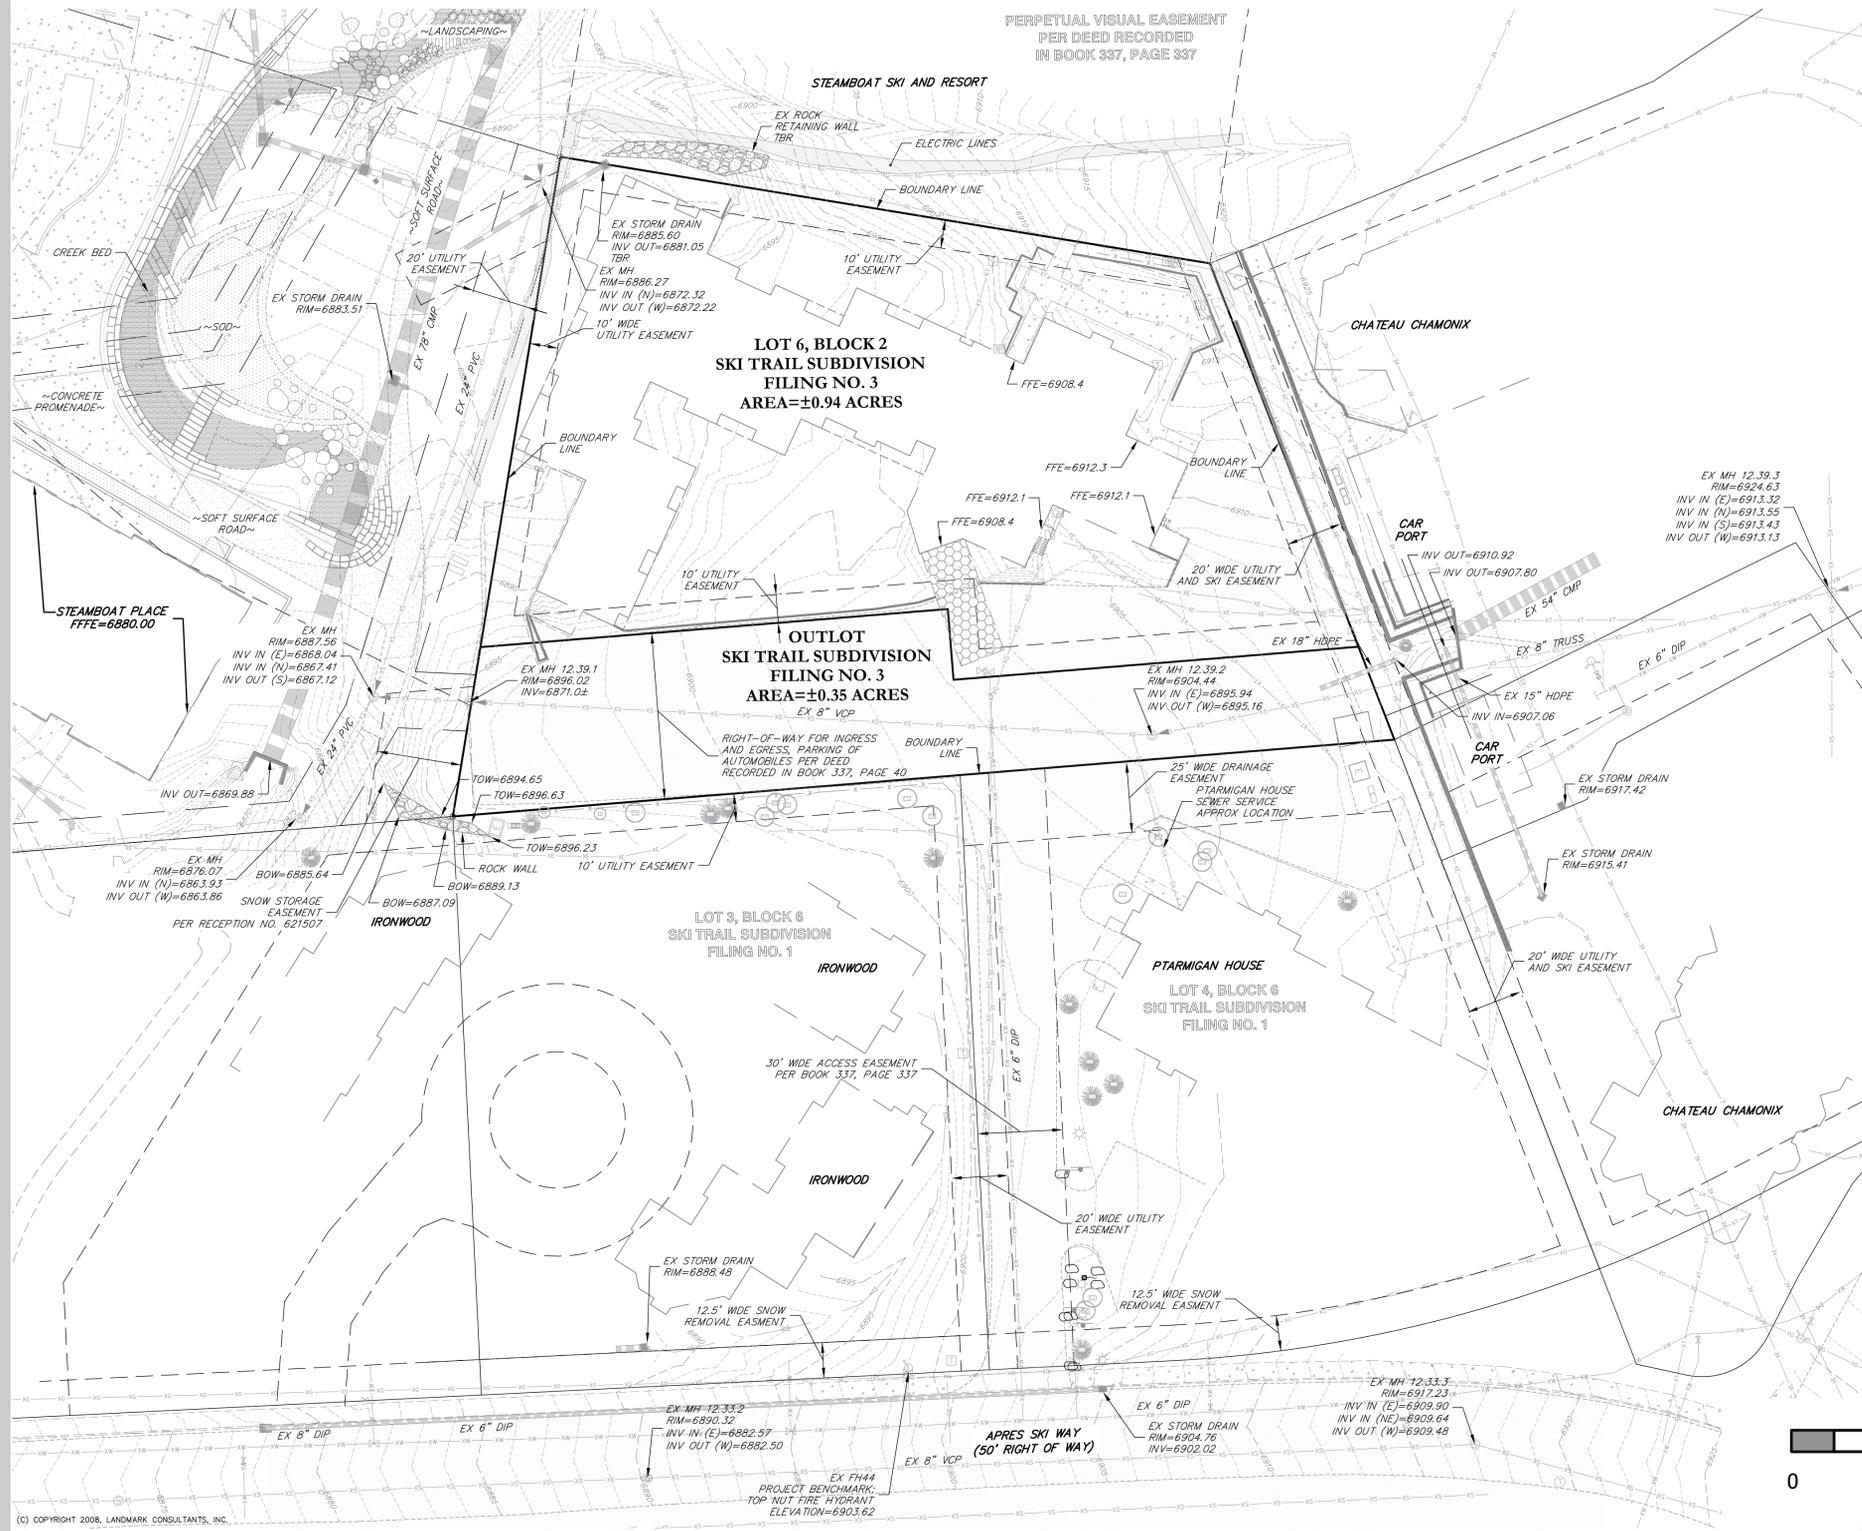 ~LANDSCAPING~
PERPETUAL VISUAL EASEMENT
PER DEED RECORDED
IN BOOK 337, PAGE 337
STEAMBOAT SKI AND RESORT
EX ROCK
RETAINING WALL
TBR
ELECTRIC LINES
BOUNDARY LINE
~SOFT SURFACE
ROAD~
CREEK BED
20' UTILITY
EASEMENT
EX STORM DRAIN
RIM=6885.60
INV OUT=6881.05
TBR
EX MH
RIM=6886.27
INV IN (N)=6872.32
INV OUT (W)=6872.22
10' WIDE
UTILITY EASEMENT
10' UTILITY
EASEMENT
EX STORM DRAIN
RIM=6883.51
~SOD~
EX 78" CMP
EX 24" PVC
CHATEAU CHAMONIX
LOT 6, BLOCK 2
SKI TRAIL SUBDIVISION
FILING NO. 3
AREA=±0.94 ACRES
FFE=6908.4
~CONCRETE
PROMENADE~
BOUNDARY
LINE
FFE=6912.3
BOUNDARY
LINE
EX MH 12.39.3
RIM=6924.63
INV IN (E)=6913.32
INV IN (N)=6913.55
INV IN (S)=6913.43
INV OUT (W)=6913.13
~SOFT SURFACE
ROAD~
FFE=6912.1
FFE=6912.1
FFE=6908.4
CAR
PORT
INV OUT=6910.92
INV OUT=6907.80
10' UTILITY
EASEMENT
20' WIDE UTILITY
AND SKI EASEMENT
EX 54" CMP
STEAMBOAT PLACE
FFFE=6880.00
EX MH
RIM=6887.56
INV IN (E)=6868.04
INV IN (N)=6867.41
INV OUT (S)=6867.12
OUTLOT
SKI TRAIL SUBDIVISION
FILING NO. 3
AREA=±0.35 ACRES
EX 8" VCP
EX 18" HDPE
EX 8" TRUSS
EX 6" DIP
EX MH 12.39.1
RIM=6896.02
INV=6871.0±
EX MH 12.39.2
RIM=6904.44
INV IN (E)=6895.94
INV OUT (W)=6895.16
EX 15" HDPE
INV IN=6907.06
EX 24" PVC
RIGHT-OF-WAY FOR INGRESS
AND EGRESS, PARKING OF
AUTOMOBILES PER DEED
RECORDED IN BOOK 337, PAGE 40
BOUNDARY
LINE
CAR
PORT
TOW=6894.65
TOW=6896.63
INV OUT=6869.88
25' WIDE DRAINAGE
EASEMENT
PTARMIGAN HOUSE
SEWER SERVICE
APPROX LOCATION
EX STORM DRAIN
RIM=6917.42
TOW=6896.23
10' UTILITY EASEMENT
ROCK WALL
EX STORM DRAIN
RIM=6915.41
EX MH
RIM=6876.07
INV IN (N)=6863.93
INV OUT (W)=6863.86
BOW=6885.64
BOW=6889.13
BOW=6887.09
SNOW STORAGE
EASEMENT
PER RECEPTION NO. 621507
IRONWOOD
LOT 3, BLOCK 6
SKI TRAIL SUBDIVISION
FILING NO. 1
IRONWOOD
PTARMIGAN HOUSE
LOT 4, BLOCK 6
SKI TRAIL SUBDIVISION
FILING NO. 1
20' WIDE UTILITY
AND SKI EASEMENT
30' WIDE ACCESS EASEMENT
PER BOOK 337, PAGE 337
EX 6" DIP
CHATEAU CHAMONIX
IRONWOOD
20' WIDE UTILITY
EASEMENT
EX STORM DRAIN
RIM=6888.48
12.5' WIDE SNOW
REMOVAL EASMENT
12.5' WIDE SNOW
REMOVAL EASMENT
EX MH 12.33.2
RIM=6890.32
INV IN (E)=6882.57
INV OUT (W)=6882.50
EX 8" DIP
EX 6" DIP
EX 6" DIP
EX STORM DRAIN
RIM=6904.76
INV=6902.02
EX MH 12.33.3
RIM=6917.23
INV IN (E)=6909.90
INV IN (NE)=6909.64
INV OUT (W)=6909.48
APRES SKI WAY
(50' RIGHT OF WAY)
EX 8" VCP
EX FH44
PROJECT BENCHMARK:
TOP NUT FIRE HYDRANT
ELEVATION=6903.62
0
(C) COPYRIGHT 2008, LANDMARK CONSULTANTS, INC.